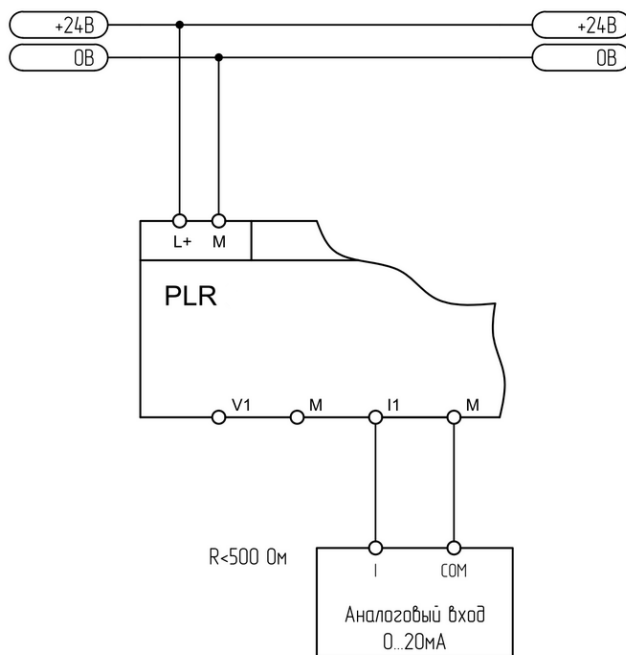 +24В +24В
0В 0В
L+ M
PLR
V1 M I1 M
R<500 Ом
I COM
Аналоговый вход
0...20мА